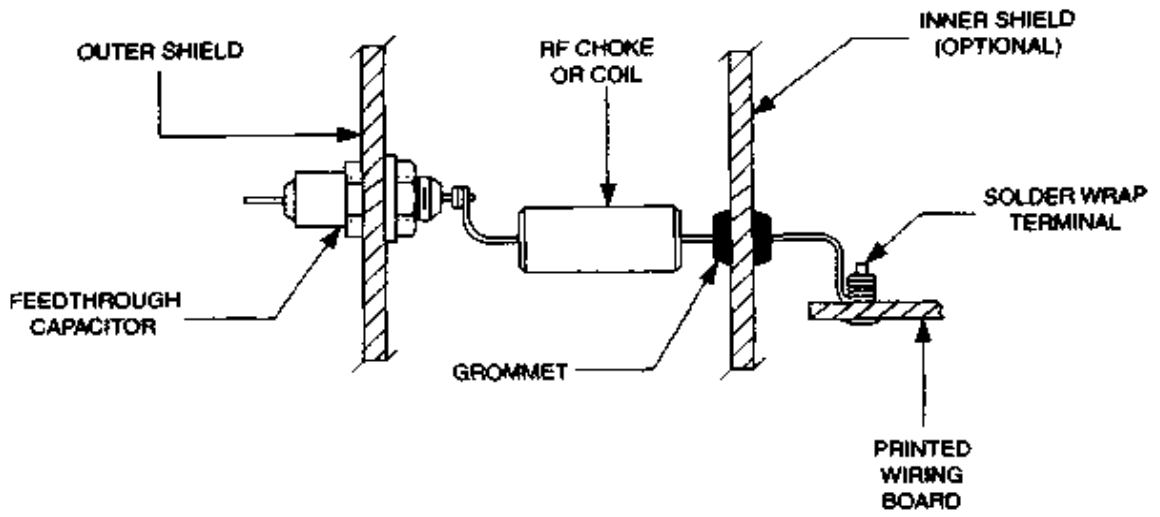 OUTER SHIELD
RF CHOKE
OR COIL
INNER SHIELD
(OPTIONAL)
SOLDER WRAP
TERMINAL
FEEDTHROUGH
CAPACITOR
GROMMET
PRINTED
WIRING
BOARD